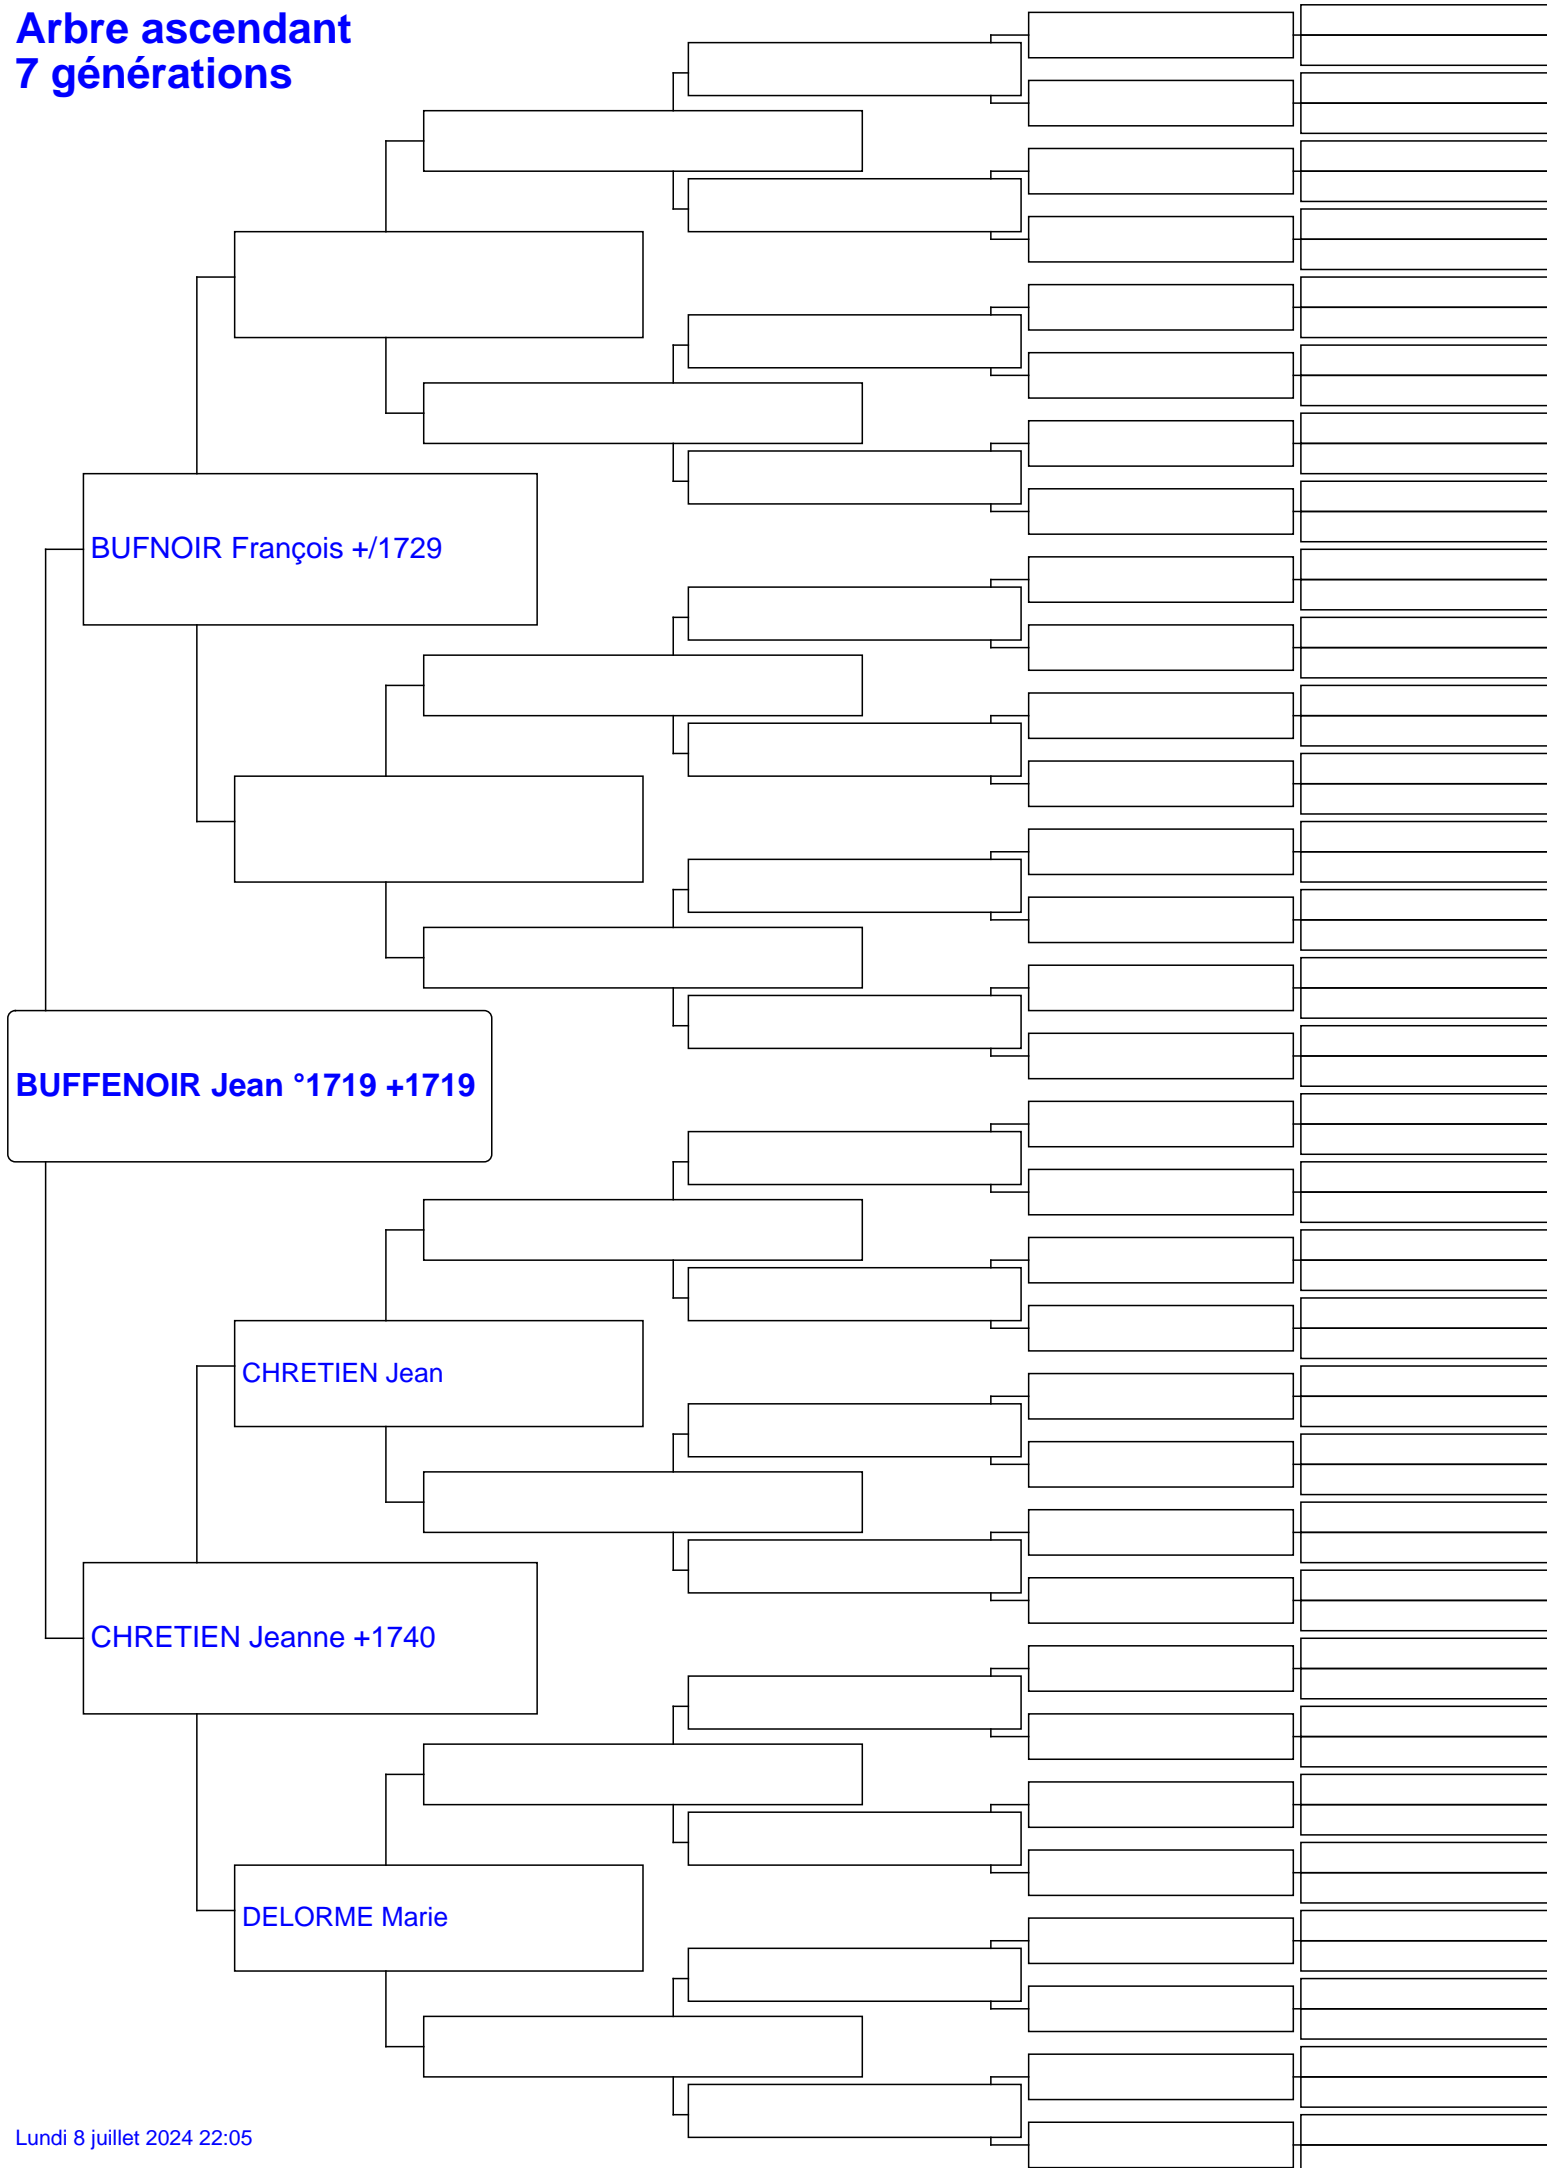 Arbre ascendant
7 générations
BUFNOIR François +/1729
BUFFENOIR Jean °1719 +1719
CHRETIEN Jean
CHRETIEN Jeanne +1740
DELORME Marie
Lundi 8 juillet 2024 22:05